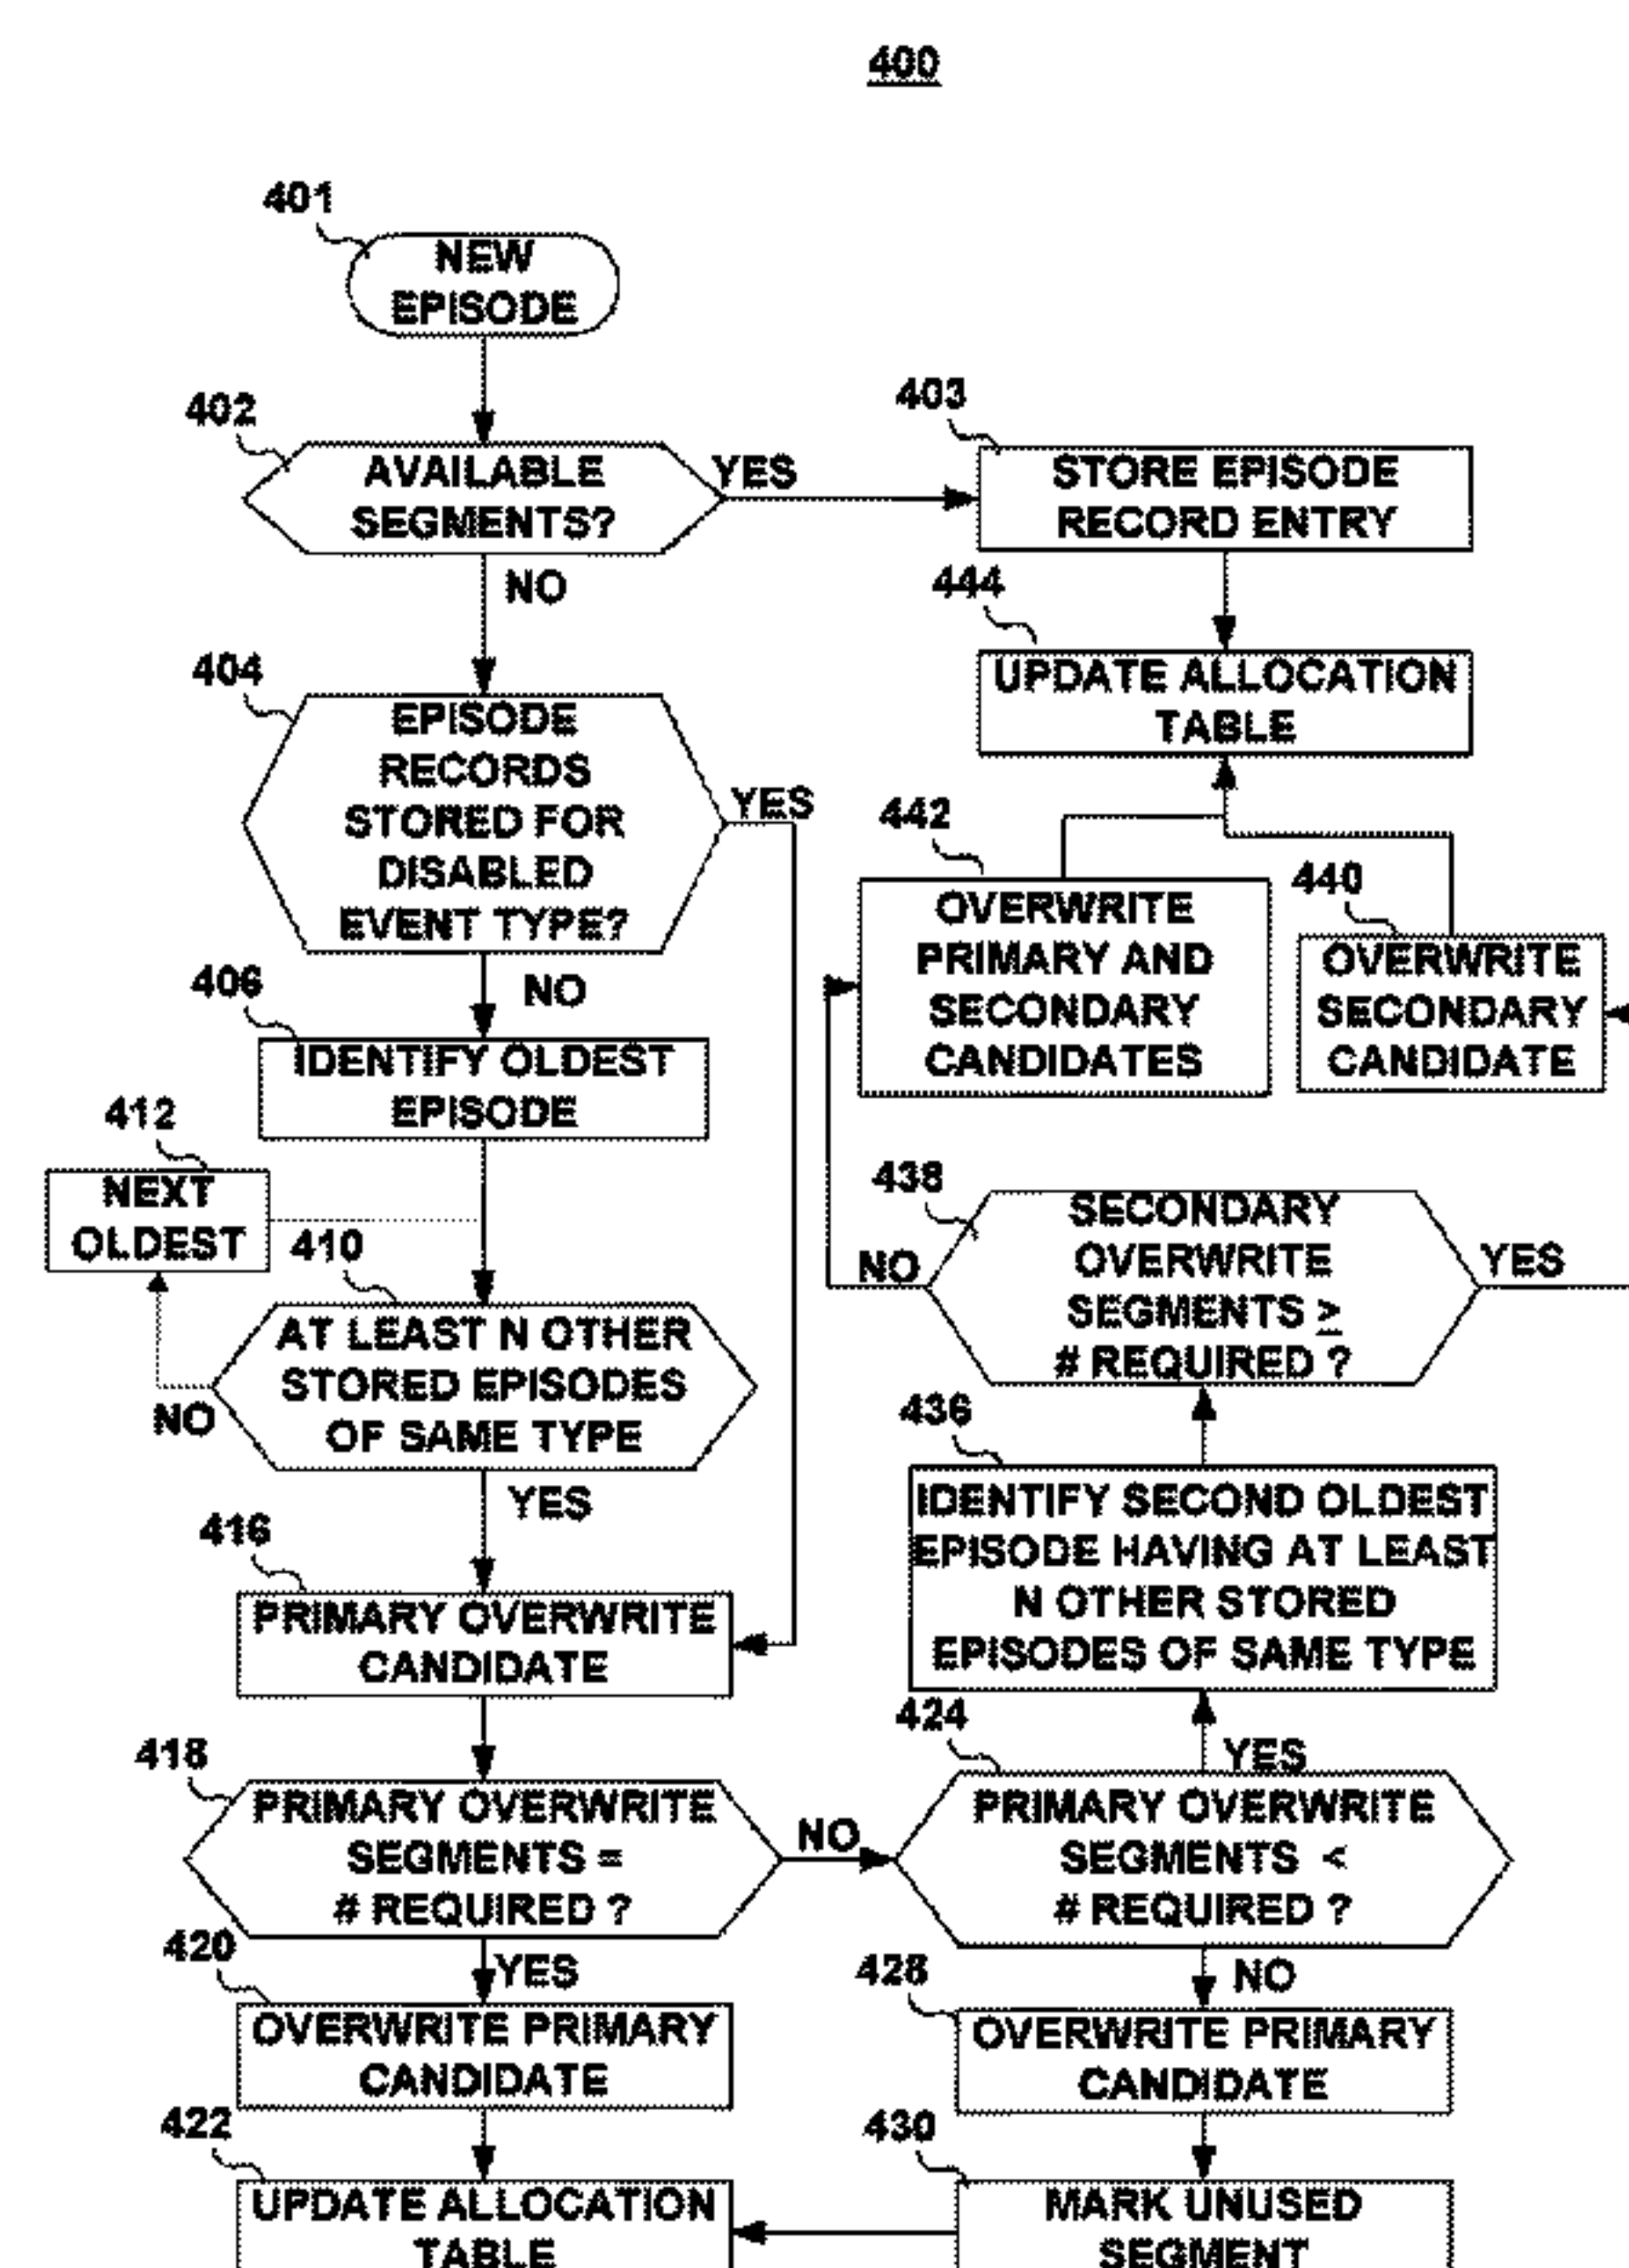 400
401
NEW
EPISODE
402
AVAILABLE
SEGMENTS?
YES
NO
403
STORE EPISODE
RECORD ENTRY
444
UPDATE ALLOCATION
TABLE
404
EPISODE
RECORDS
STORED FOR
DISABLED
EVENT TYPE?
YES
NO
442
OVERWRITE
PRIMARY AND
SECONDARY
CANDIDATES
440
OVERWRITE
SECONDARY
CANDIDATE
406
IDENTIFY OLDEST
EPISODE
412
NEXT
OLDEST
410
AT LEAST N OTHER
STORED EPISODES
OF SAME TYPE
NO
YES
438
SECONDARY
OVERWRITE
SEGMENTS ≥
# REQUIRED ?
NO
YES
436
IDENTIFY SECOND OLDEST
EPISODE HAVING AT LEAST
N OTHER STORED
EPISODES OF SAME TYPE
416
PRIMARY OVERWRITE
CANDIDATE
418
PRIMARY OVERWRITE
SEGMENTS =
# REQUIRED ?
NO
YES
424
YES
PRIMARY OVERWRITE
SEGMENTS <
# REQUIRED ?
NO
420
OVERWRITE PRIMARY
CANDIDATE
428
OVERWRITE PRIMARY
CANDIDATE
422
UPDATE ALLOCATION
TABLE
430
MARK UNUSED
SEGMENT